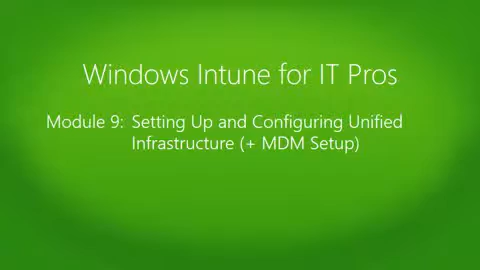 Windows Intune for IT Pros
Module 9: Setting Up and Configuring Unified
Infrastructure (+ MDM Setup)